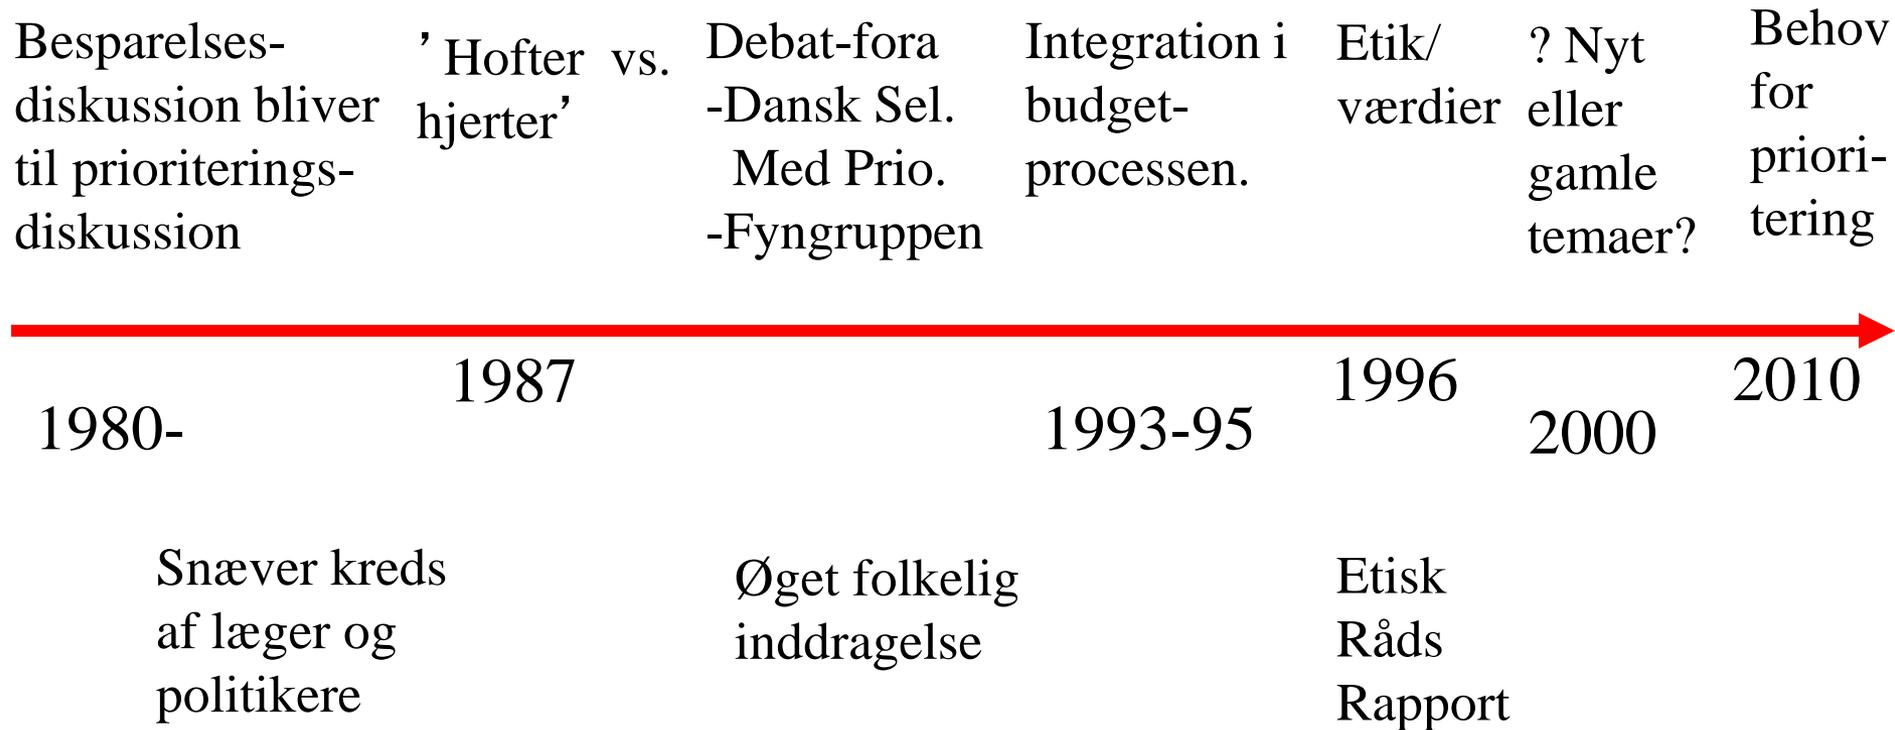 Besparelses-
diskussion bliver
til prioriterings-
diskussion
’ Hofter vs.
hjerter’
Debat-fora
-Dansk Sel.
Med Prio.
-Fyngruppen
Integration i
budget-
processen.
Etik/
værdier
? Nyt
eller
gamle
temaer?
Behov
for
priori-
tering
1980-
1987
1993-95
1996
2000
2010
Snæver kreds
af læger og
politikere
Øget folkelig
inddragelse
Etisk
Råds
Rapport